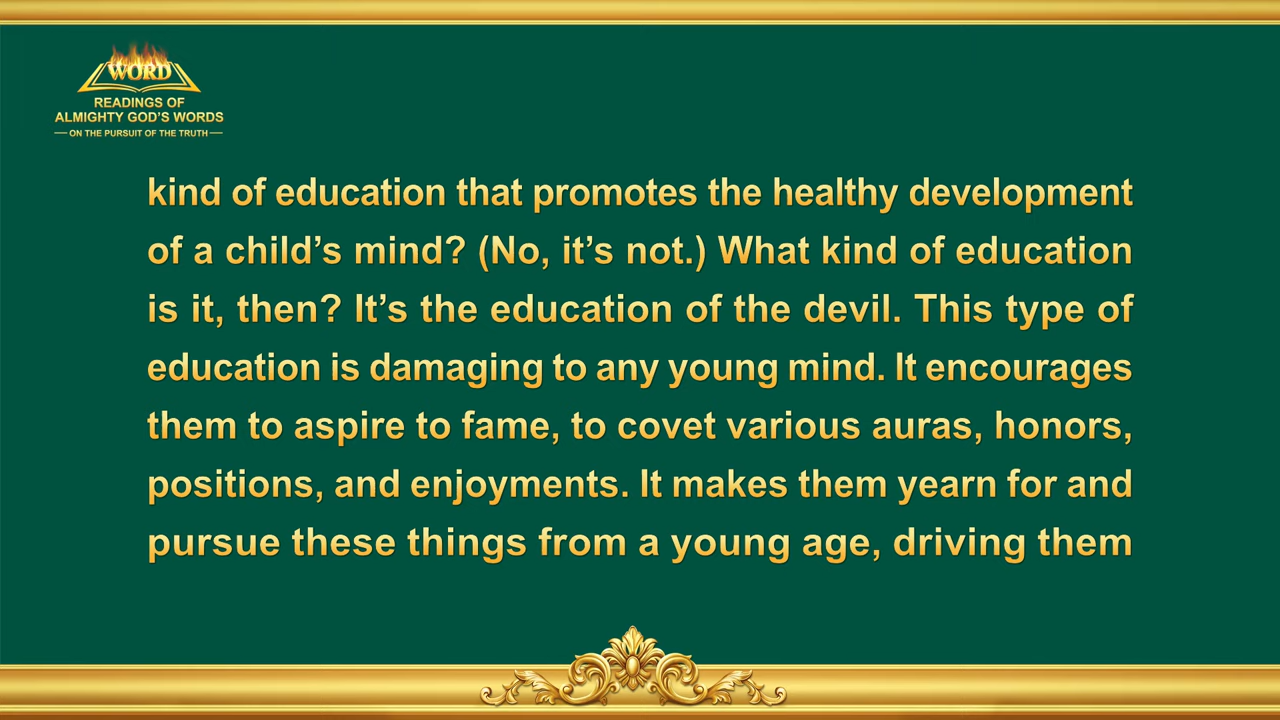 WORD
READINGS OF
ALMIGHTY GOD'S WORDS
ON THE PURSUIT OF THE TRUTH
kind of education that promotes the healthy development
of a child’s mind? (No, it’s not.) What kind of education
is it, then? It’s the education of the devil. This type of
education is damaging to any young mind. It encourages
them to aspire to fame, to covet various auras, honors,
positions, and enjoyments. It makes them yearn for and
pursue these things from a young age, driving them